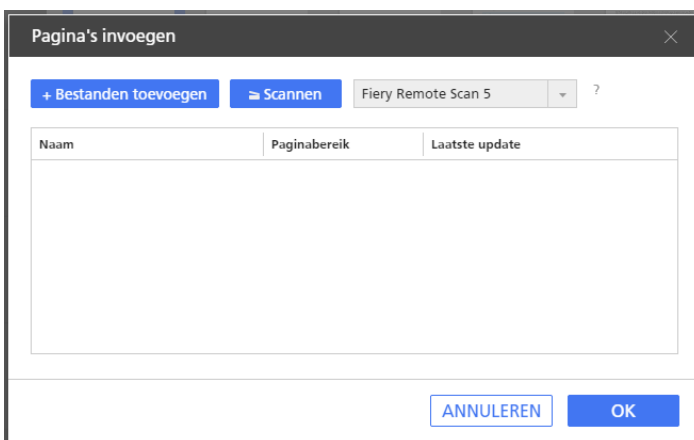 Pagina's invoegen
+ Bestanden toevoegen Scannen Fiery Remote Scan 5 ?
Naam Paginabereik Laatste update
ANNULEREN OK